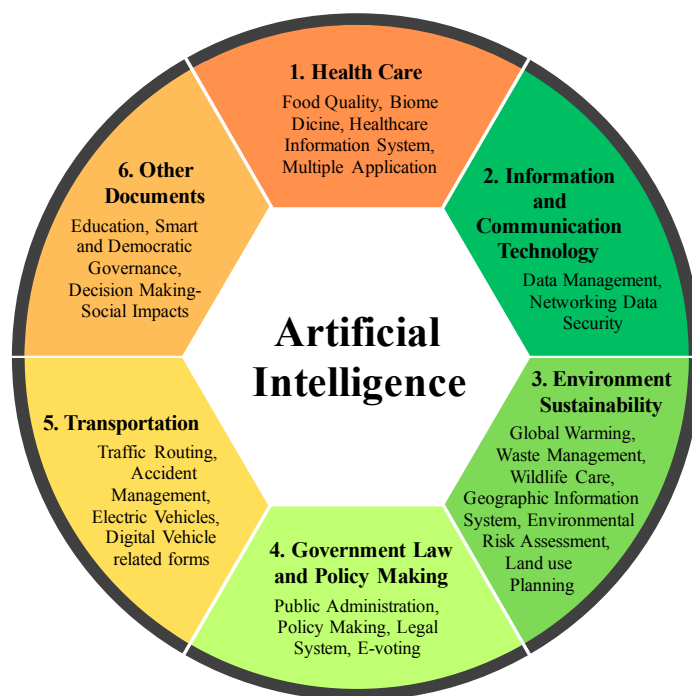 1. Health Care
Food Quality, Biome
Dicine, Healthcare
Information System,
Multiple Application
2. Information
and
Communication
Technology
Data Management,
Networking Data
Security
3. Environment
Sustainability
Global Warming,
Waste Management,
Wildlife Care,
Geographic Information
System, Environmental
Risk Assessment,
Land use
Planning
4. Government Law
and Policy Making
Public Administration,
Policy Making, Legal
System, E-voting
5. Transportation
Traffic Routing,
Accident
Management,
Electric Vehicles,
Digital Vehicle
related forms
6. Other
Documents
Education, Smart
and Democratic
Governance,
Decision Making-
Social Impacts
Artificial
Intelligence